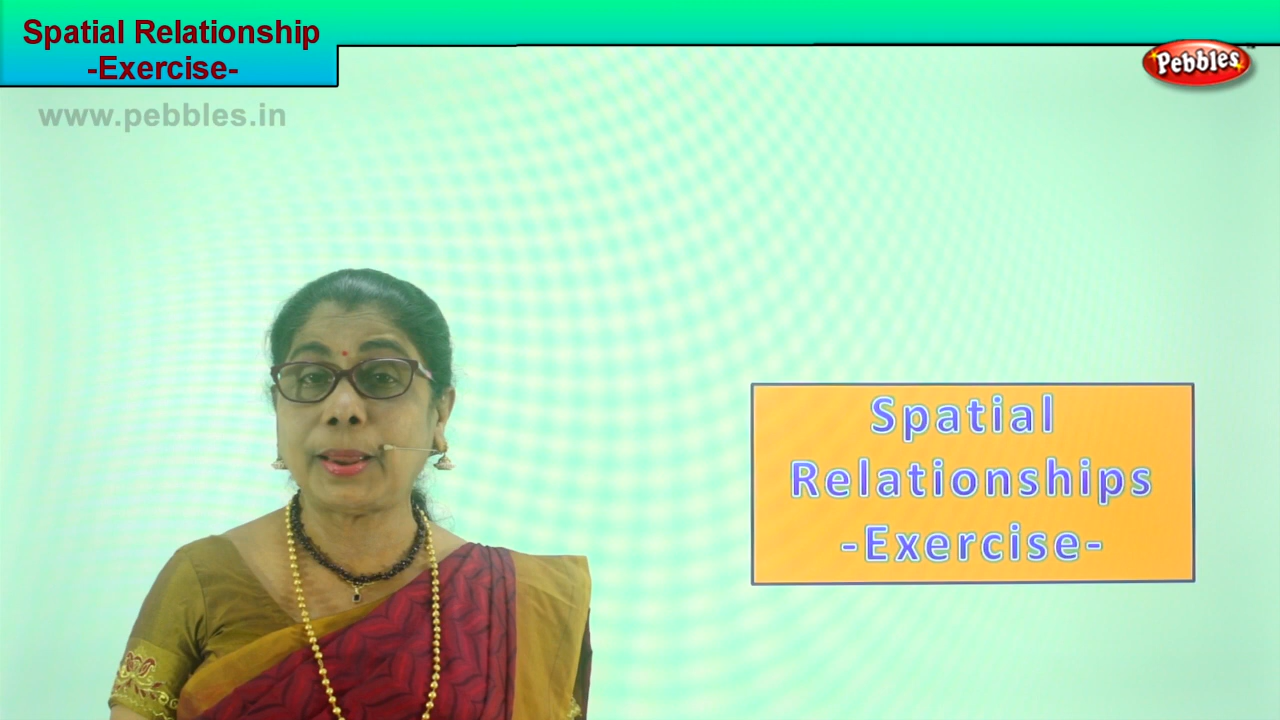 Spatial Relationship
-Exercise-
Pebbles
www.pebbles.in
Spatial
Relationships
-Exercise-